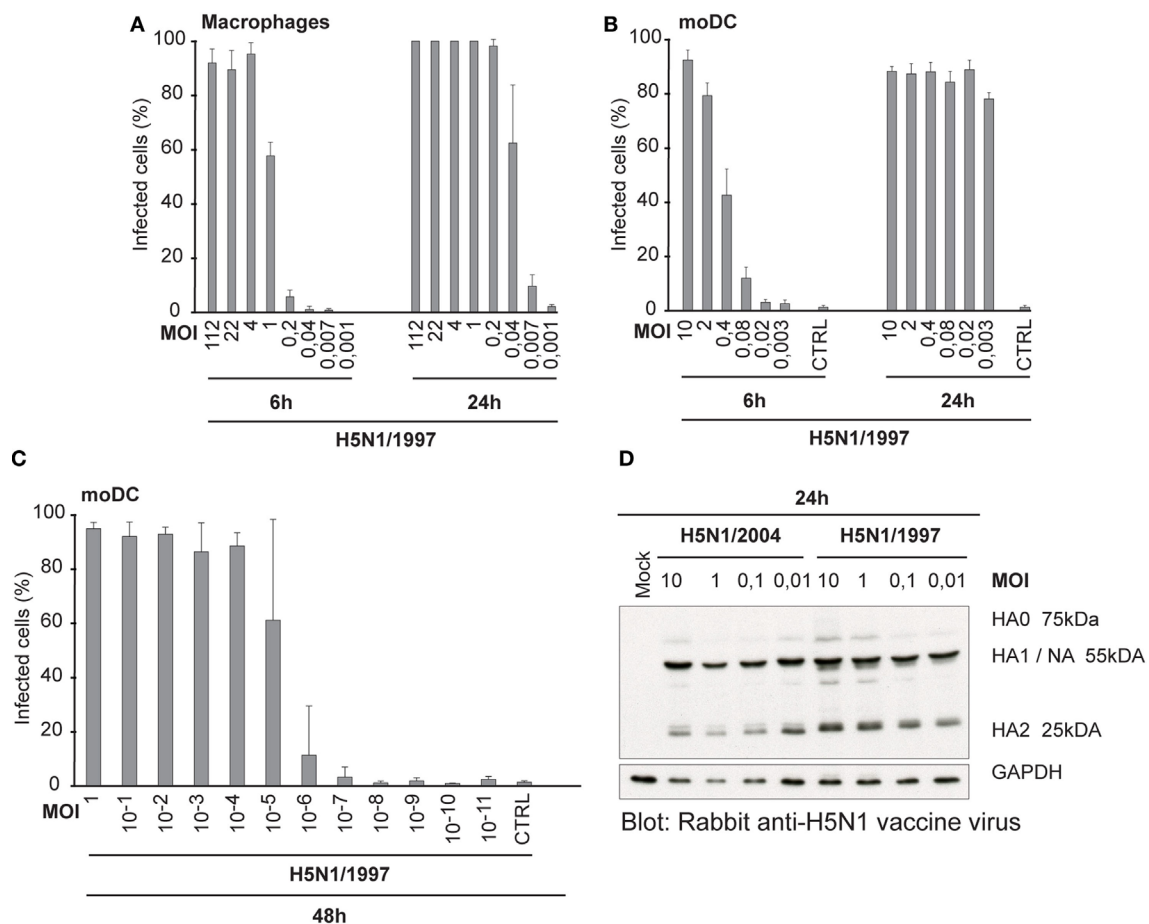 A
Macrophages
Infected cells (%)
100
80
60
40
20
0
MOI
112 22 4 1 0,2 0,04 0,007 0,001
112 22 4 1 0,2 0,04 0,007 0,001
6h 24h
H5N1/1997
B
moDC
Infected cells (%)
100
80
60
40
20
0
MOI
10 2 0,4 0,08 0,02 0,003 CTRL
10 2 0,4 0,08 0,02 0,003 CTRL
6h 24h
H5N1/1997
C
moDC
Infected cells (%)
100
80
60
40
20
0
MOI
1 10-1 10-2 10-3 10-4 10-5 10-6 10-7 10-8 10-9 10-10 10-11 CTRL
H5N1/1997
48h
D
24h
H5N1/2004 H5N1/1997
Mock 10 1 0,1 0,01 10 1 0,1 0,01 MOI
HA0 75kDa
HA1 / NA 55kDA
HA2 25kDA
GAPDH
Blot: Rabbit anti-H5N1 vaccine virus